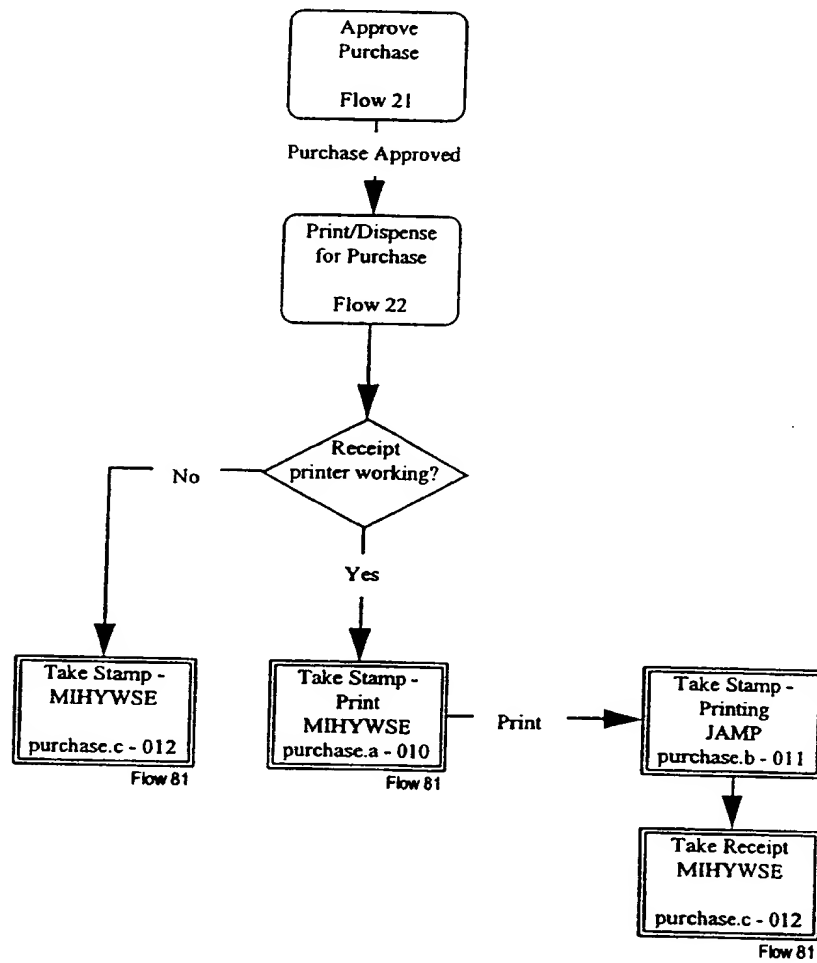 Approve
Purchase
Flow 21
Purchase Approved
Print/Dispense
for Purchase
Flow 22
Receipt
printer working?
No
Yes
Take Stamp -
MIHYWSE
purchase.c - 012
Flow 81
Take Stamp -
Print
MIHYWSE
purchase.a - 010
Flow 81
Print
Take Stamp -
Printing
JAMP
purchase.b - 011
Take Receipt
MIHYWSE
purchase.c - 012
Flow 81